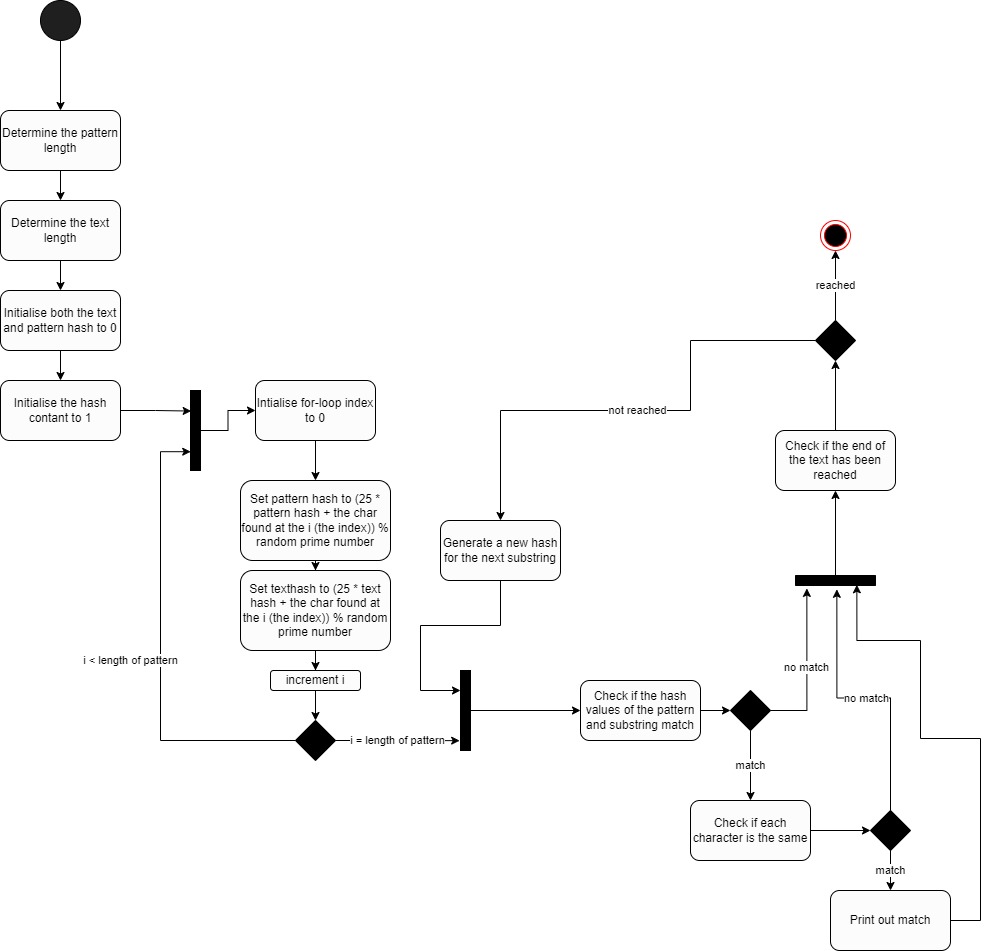 Determine the pattern
length
Determine the text
length
Initialise both the text
and pattern hash to 0
Initialise the hash
contant to 1
Intialise for-loop index
to 0
Set pattern hash to (25 *
pattern hash + the char
found at the i (the index)) %
random prime number
Set texthash to (25 * text
hash + the char found at
the i (the index)) % random
prime number
increment i
i < length of pattern
i = length of pattern
Generate a new hash
for the next substring
not reached
Check if the hash
values of the pattern
and substring match
no match
match
Check if each
character is the same
no match
match
Print out match
Check if the end of
the text has been
reached
reached